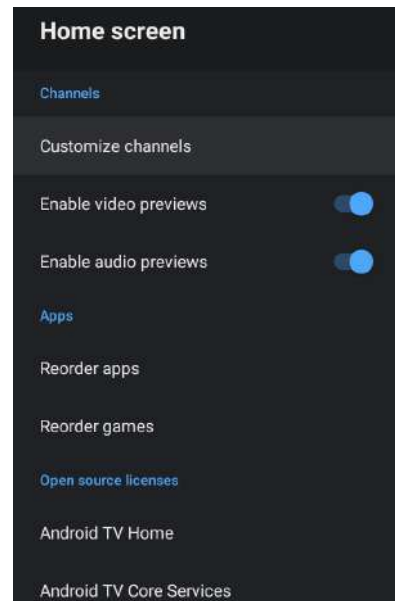 Home screen
Channels
Customize channels
Enable video previews
Enable audio previews
Apps
Reorder apps
Reorder games
Open source licenses
Android TV Home
Android TV Core Services